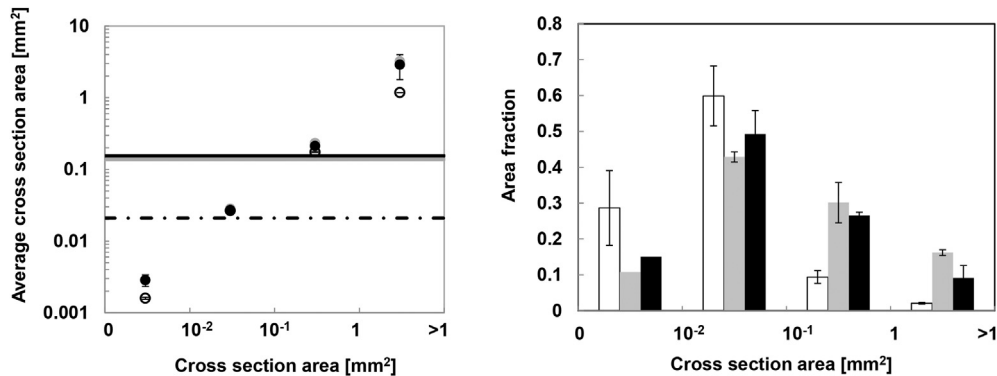 Average cross section area [mm²]
10
1
0.1
0.01
0.001
0 10⁻² 10⁻¹ 1 >1
Cross section area [mm²]
Area fraction
0.8
0.7
0.6
0.5
0.4
0.3
0.2
0.1
0
0 10⁻² 10⁻¹ 1 >1
Cross section area [mm²]